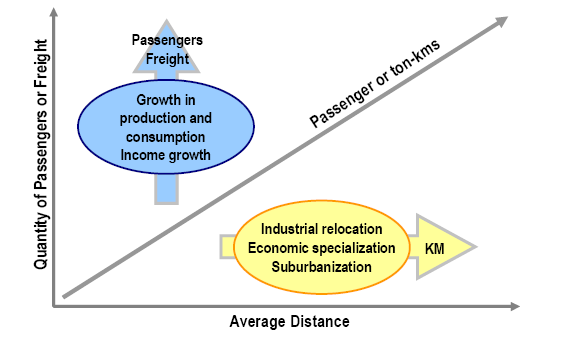 Quantity of Passengers or Freight
Passengers
Freight
Growth in
production and
consumption
Income growth
Passenger or ton-kms
Industrial relocation
Economic specialization
Suburbanization
KM
Average Distance